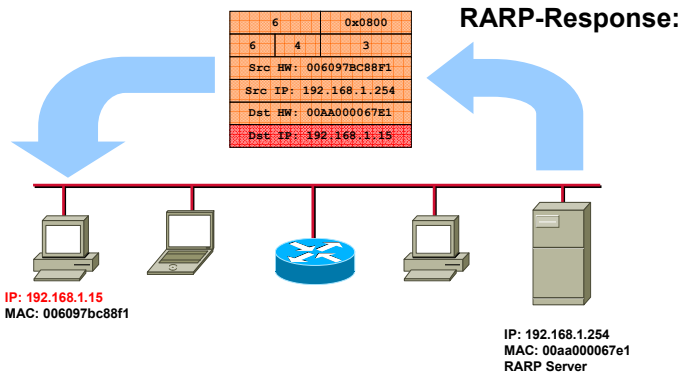 RARP-Response:
6 0x0800
6 4 3
Src HW: 006097BC88F1
Src IP: 192.168.1.254
Dst HW: 00AA000067E1
Dst IP: 192.168.1.15
IP: 192.168.1.15
MAC: 006097bc88f1
IP: 192.168.1.254
MAC: 00aa000067e1
RARP Server